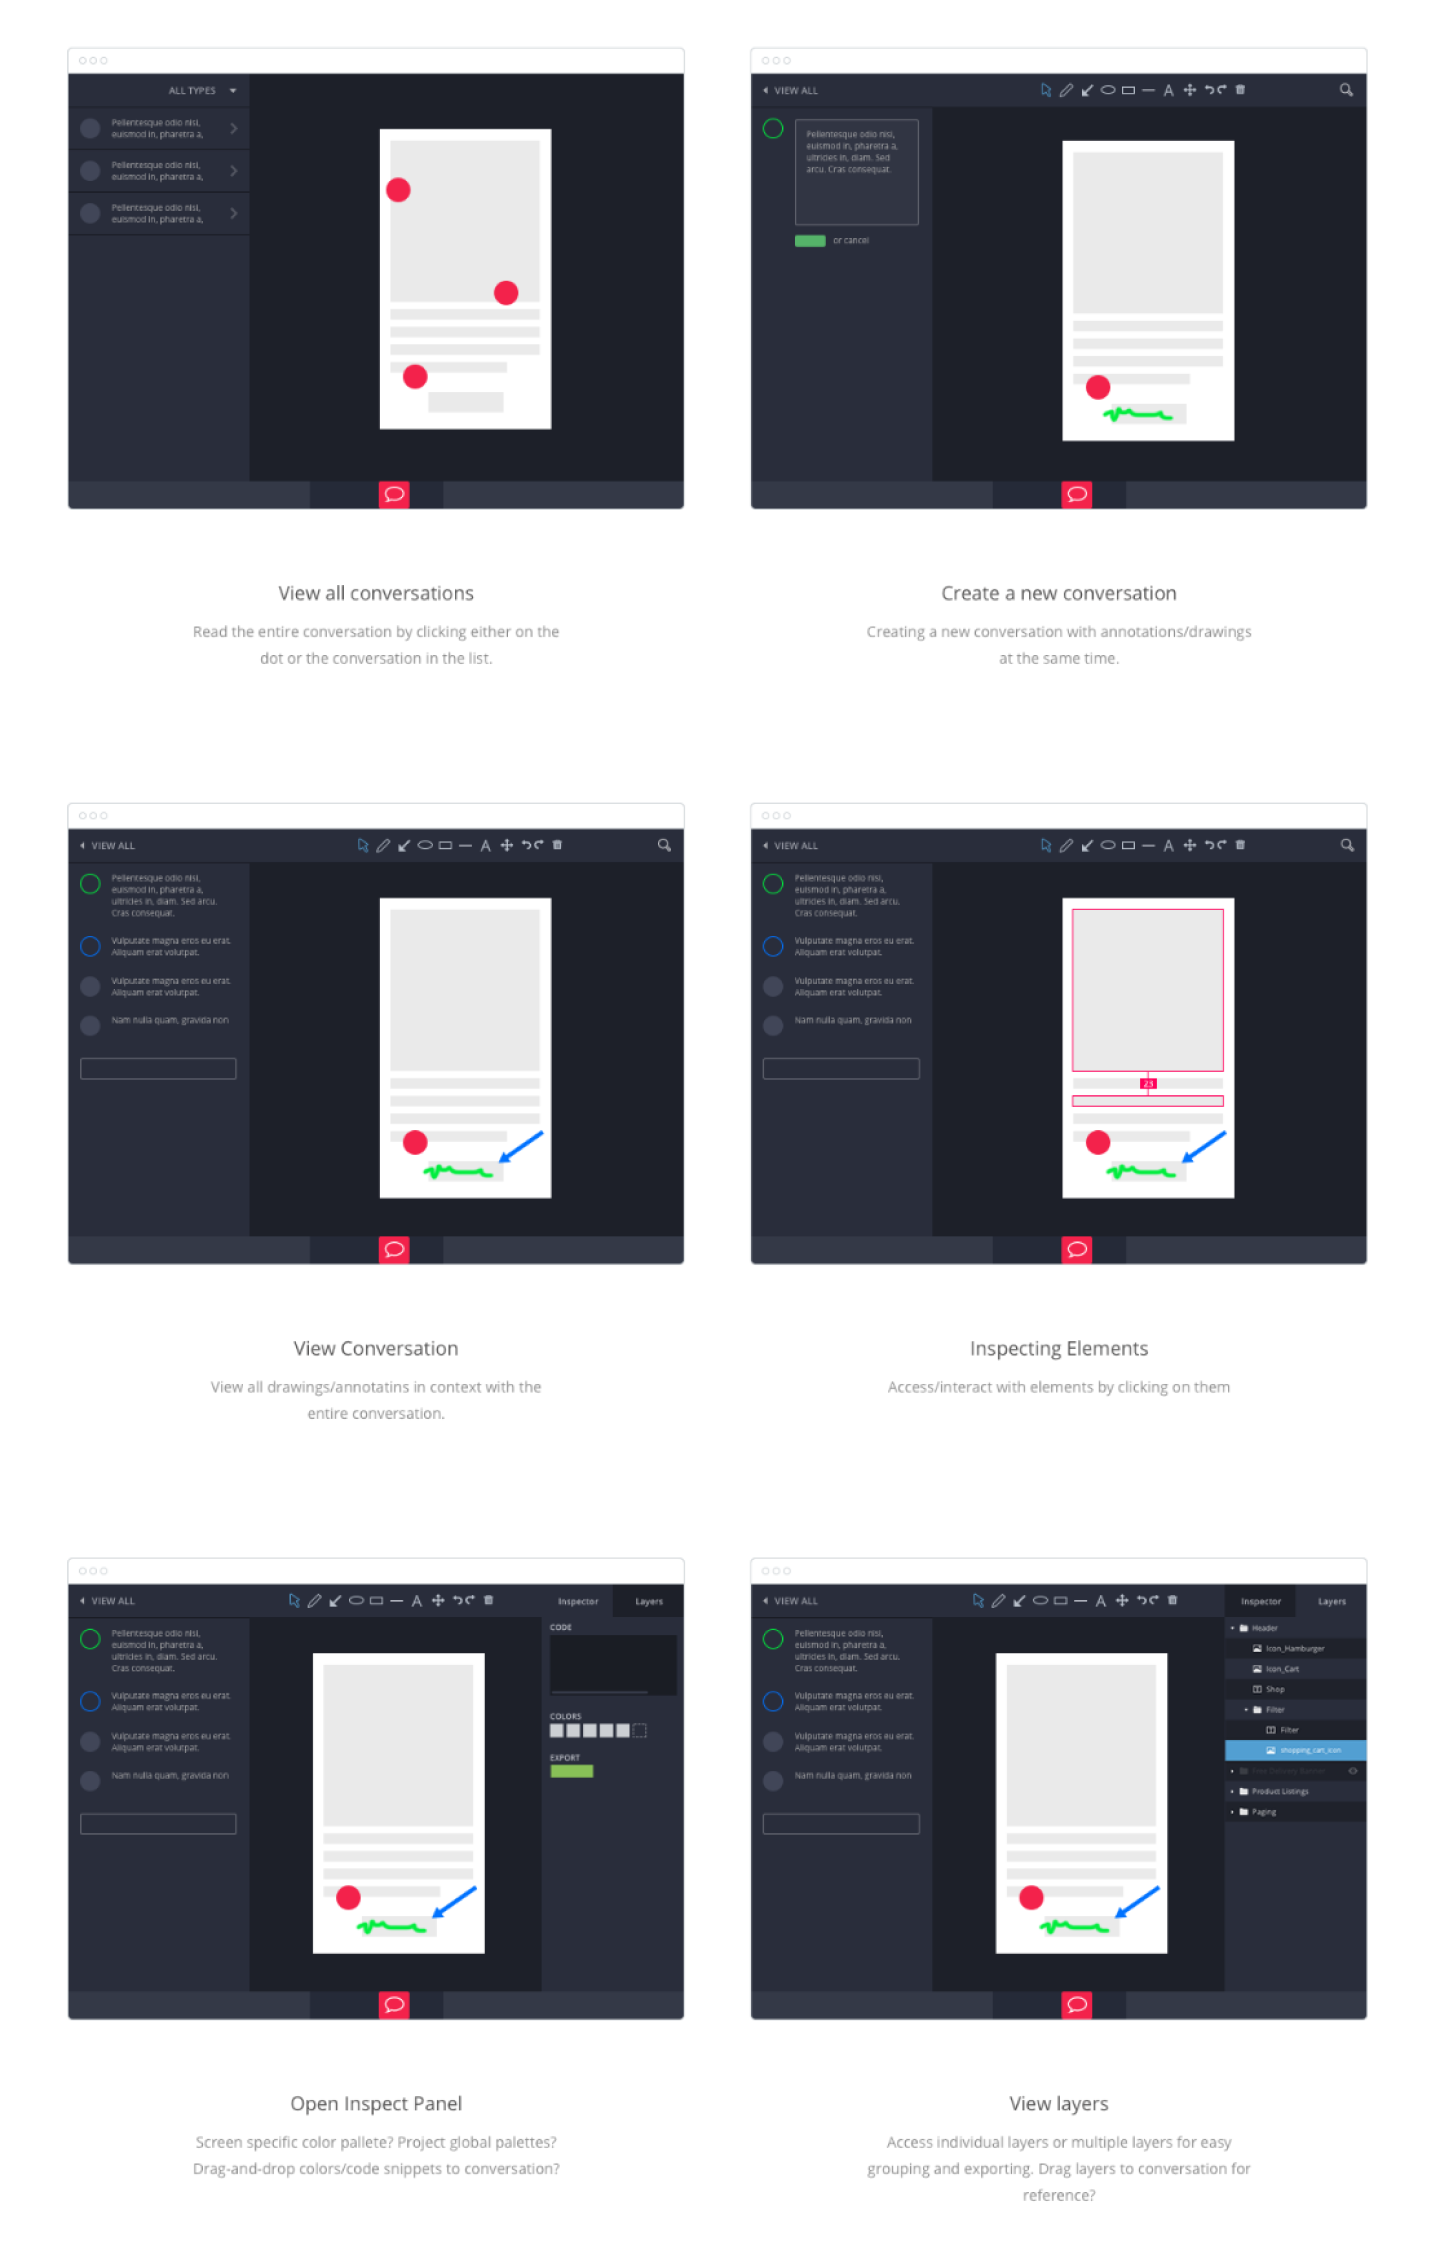 ALL TYPES
Pellentesque odio nisl,
euismod in, pharetra a,
Pellentesque odio nisl,
euismod in, pharetra a,
Pellentesque odio nisl,
euismod in, pharetra a,
View all conversations
Read the entire conversation by clicking either on the
dot or the conversation in the list.
VIEW ALL
A
Pellentesque odio nisl,
euismod in, pharetra a,
ultricies in, diam. Sed
arcu. Cras consequat.
or cancel
Create a new conversation
Creating a new conversation with annotations/drawings
at the same time.
VIEW ALL
A
Pellentesque odio nisl,
euismod in, pharetra a,
ultricies in, diam. Sed arcu.
Cras consequat.
Vulputate magna eros eu erat.
Aliquam erat volutpat.
Vulputate magna eros eu erat.
Aliquam erat volutpat.
Nam nulla quam, gravida non
View Conversation
View all drawings/annotatins in context with the
entire conversation.
VIEW ALL
A
Pellentesque odio nisl,
euismod in, pharetra a,
ultricies in, diam. Sed arcu.
Cras consequat.
Vulputate magna eros eu erat.
Aliquam erat volutpat.
Vulputate magna eros eu erat.
Aliquam erat volutpat.
Nam nulla quam, gravida non
23
Inspecting Elements
Access/interact with elements by clicking on them
VIEW ALL
A
Inspector
Layers
Pellentesque odio nisl,
euismod in, pharetra a,
ultricies in, diam. Sed arcu.
Cras consequat.
Vulputate magna eros eu erat.
Aliquam erat volutpat.
Vulputate magna eros eu erat.
Aliquam erat volutpat.
Nam nulla quam, gravida non
CODE
COLORS
EXPORT
Open Inspect Panel
Screen specific color pallete? Project global palettes?
Drag-and-drop colors/code snippets to conversation?
VIEW ALL
A
Inspector
Layers
Pellentesque odio nisl,
euismod in, pharetra a,
ultricies in, diam. Sed arcu.
Cras consequat.
Vulputate magna eros eu erat.
Aliquam erat volutpat.
Vulputate magna eros eu erat.
Aliquam erat volutpat.
Nam nulla quam, gravida non
Header
Icon_Hamburger
Icon_Cart
Shop
Filter
Filter
shopping_cart_icon
Free Delivery Banner
Product Listings
Paging
View layers
Access individual layers or multiple layers for easy
grouping and exporting. Drag layers to conversation for
reference?